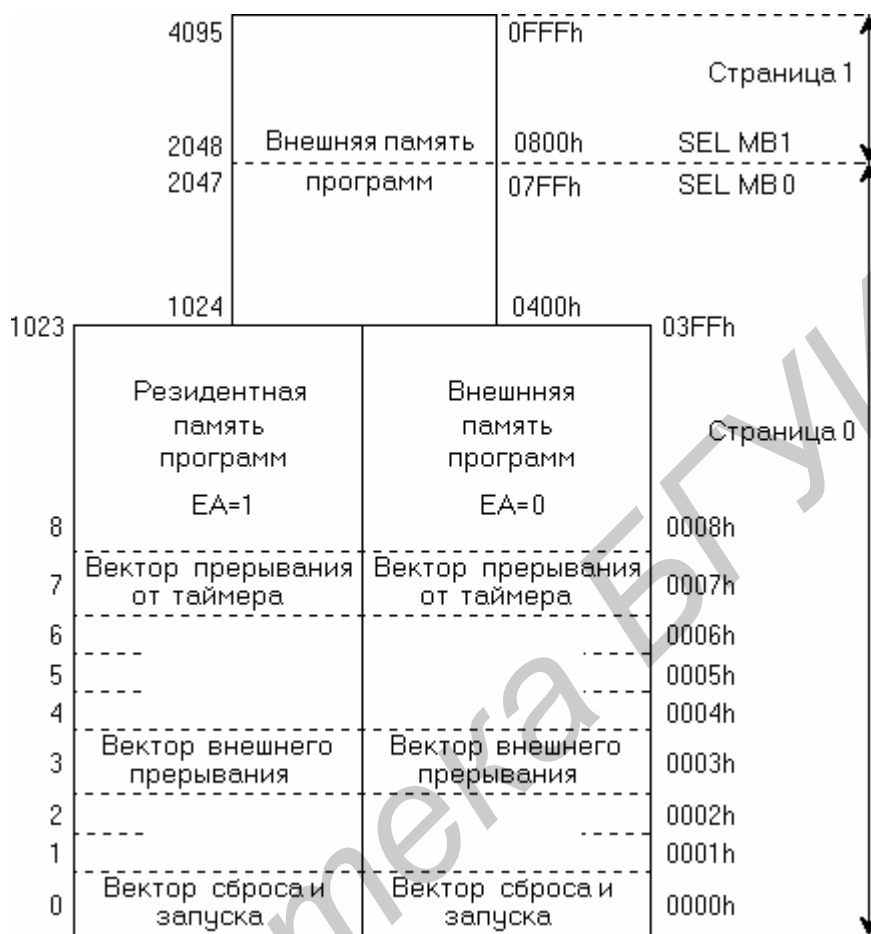 4095 0FFFh
Страница 1
2048 Внешняя память 0800h SEL MB1
2047 программ 07FFh SEL MB0
1024 0400h
1023 03FFh
Резидентная Внешнняя
память память Страница 0
программ программ
EA=1 EA=0
8 0008h
Вектор прерывания Вектор прерывания
7 0007h
от таймера от таймера
6 0006h
5 0005h
4 0004h
Вектор внешнего Вектор внешнего
3 0003h
прерывания прерывания
2 0002h
1 0001h
Вектор сброса и Вектор сброса и
0 0000h
запуска запуска
тека БГУИ